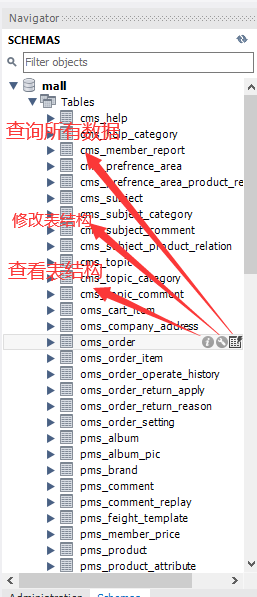 Navigator
SCHEMAS
Filter objects
mall
Tables
cms_help
查询所有数据
cms_help_category
cms_member_report
cms_prefrence_area
cms_prefrence_area_product_re
cms_subject
cms_subject_category
修改表结构
cms_subject_comment
cms_subject_product_relation
cms_topic
查看表结构
cms_topic_category
cms_topic_comment
oms_cart_item
oms_company_address
oms_order
oms_order_item
oms_order_operate_history
oms_order_return_apply
oms_order_return_reason
oms_order_setting
pms_album
pms_album_pic
pms_brand
pms_comment
pms_comment_replay
pms_feight_template
pms_member_price
pms_product
pms_product_attribute
Administration Schemas